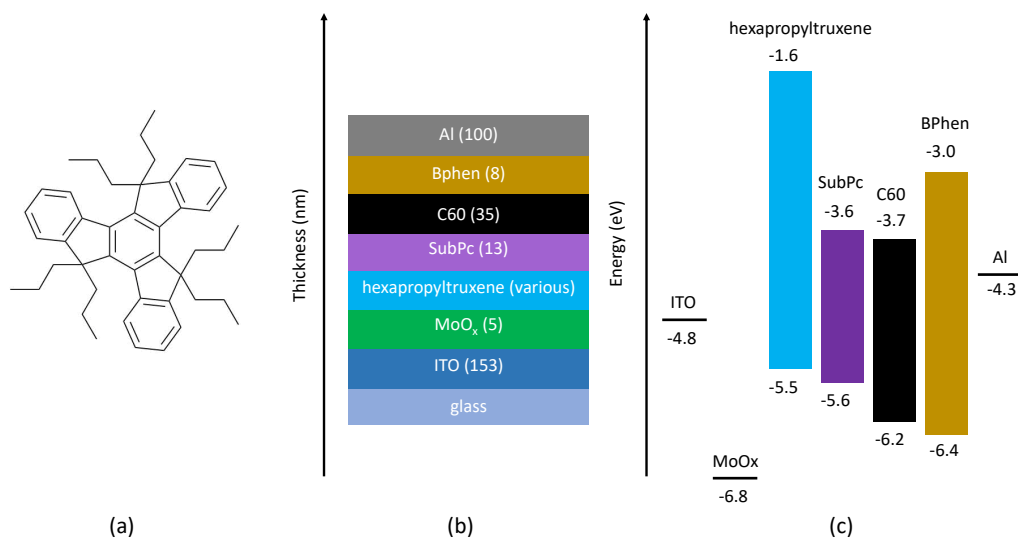 Thickness (nm)
Al (100)
Bphen (8)
C60 (35)
SubPc (13)
hexapropyltruxene (various)
MoOₓ (5)
ITO (153)
glass
Energy (eV)
hexapropyltruxene
-1.6
BPhen
-3.0
SubPc
-3.6
C60
-3.7
Al
-4.3
ITO
-4.8
-5.5
-5.6
-6.2
-6.4
MoOx
-6.8
(a)
(b)
(c)